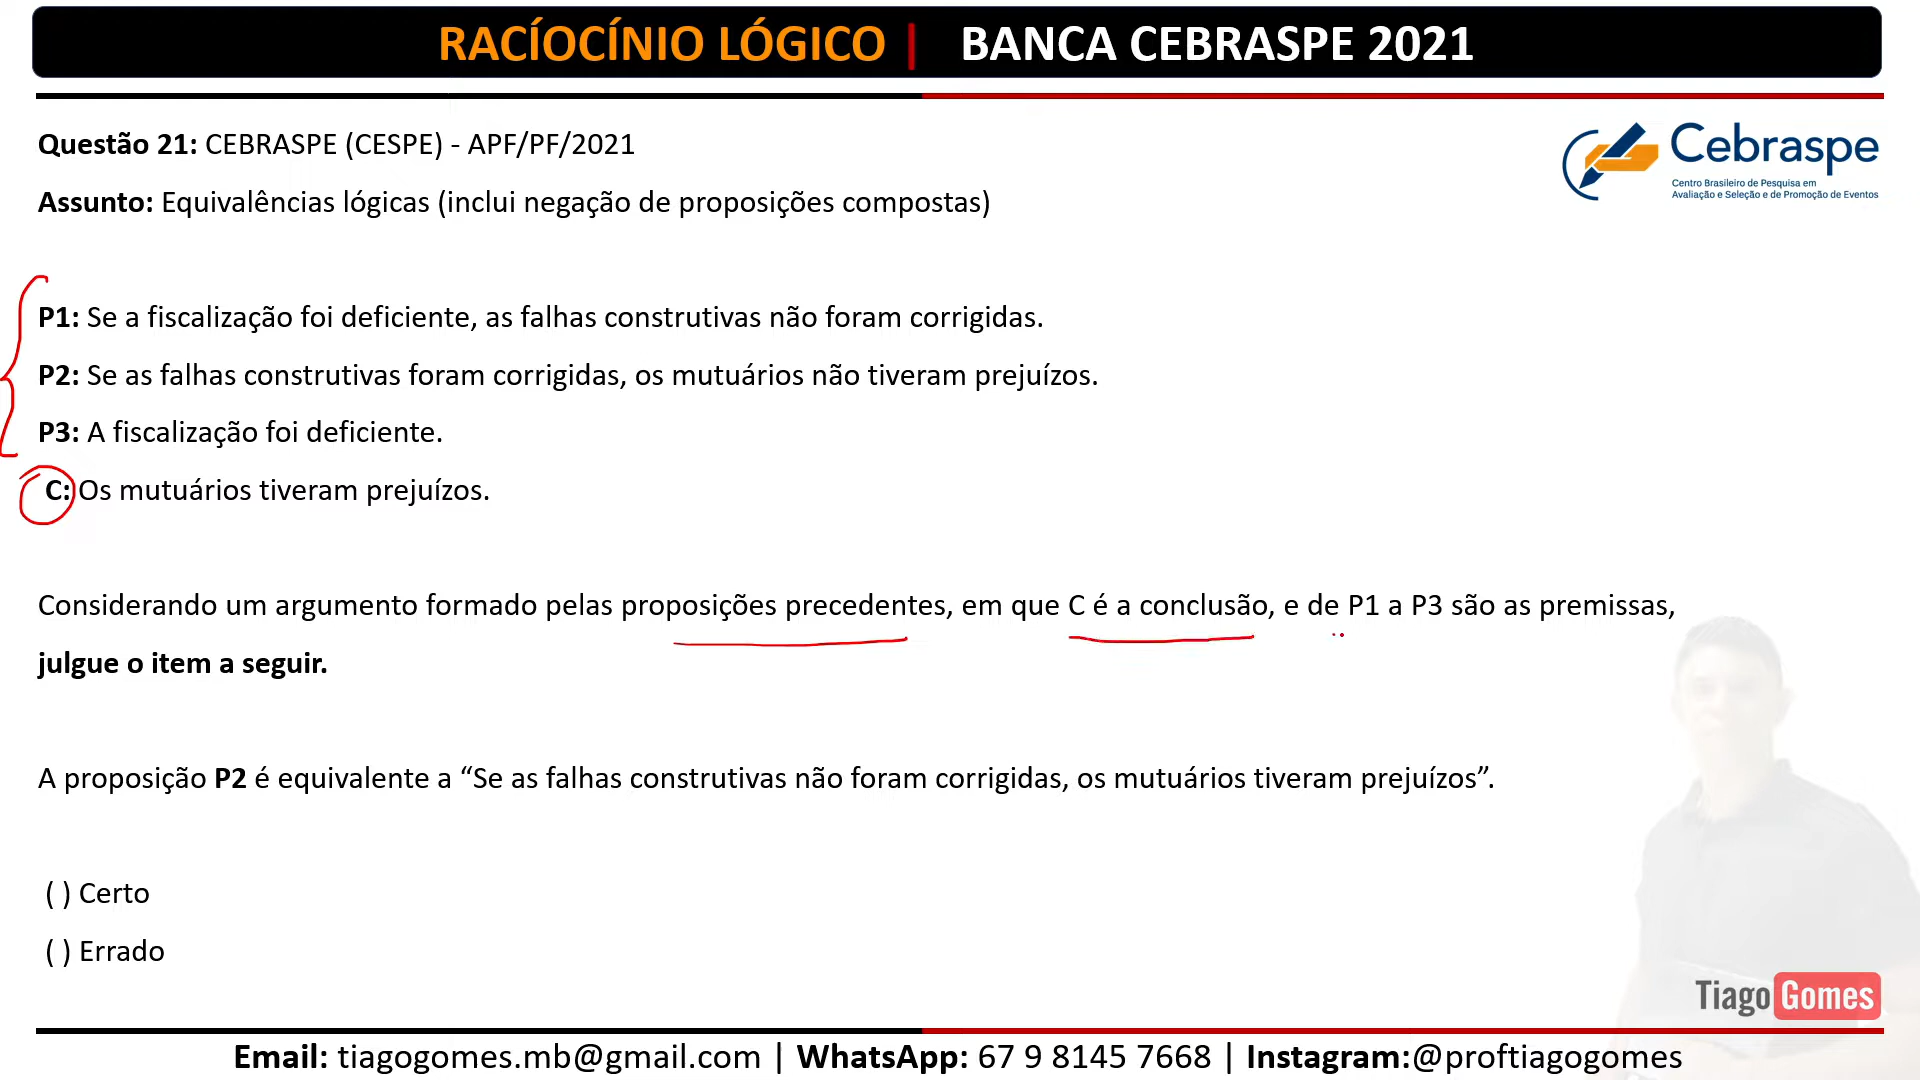 RACÍOCÍNIO LÓGICO | BANCA CEBRASPE 2021
Questão 21: CEBRASPE (CESPE) - APF/PF/2021
Assunto: Equivalências lógicas (inclui negação de proposições compostas)
Cebraspe
Centro Brasileiro de Pesquisa em
Avaliação e Seleção e de Promoção de Eventos
P1: Se a fiscalização foi deficiente, as falhas construtivas não foram corrigidas.
P2: Se as falhas construtivas foram corrigidas, os mutuários não tiveram prejuízos.
P3: A fiscalização foi deficiente.
C: Os mutuários tiveram prejuízos.
Considerando um argumento formado pelas proposições precedentes, em que C é a conclusão, e de P1 a P3 são as premissas,
julgue o item a seguir.
A proposição P2 é equivalente a “Se as falhas construtivas não foram corrigidas, os mutuários tiveram prejuízos”.
( ) Certo
( ) Errado
Tiago Gomes
Email: tiagogomes.mb@gmail.com | WhatsApp: 67 9 8145 7668 | Instagram:@proftiagogomes